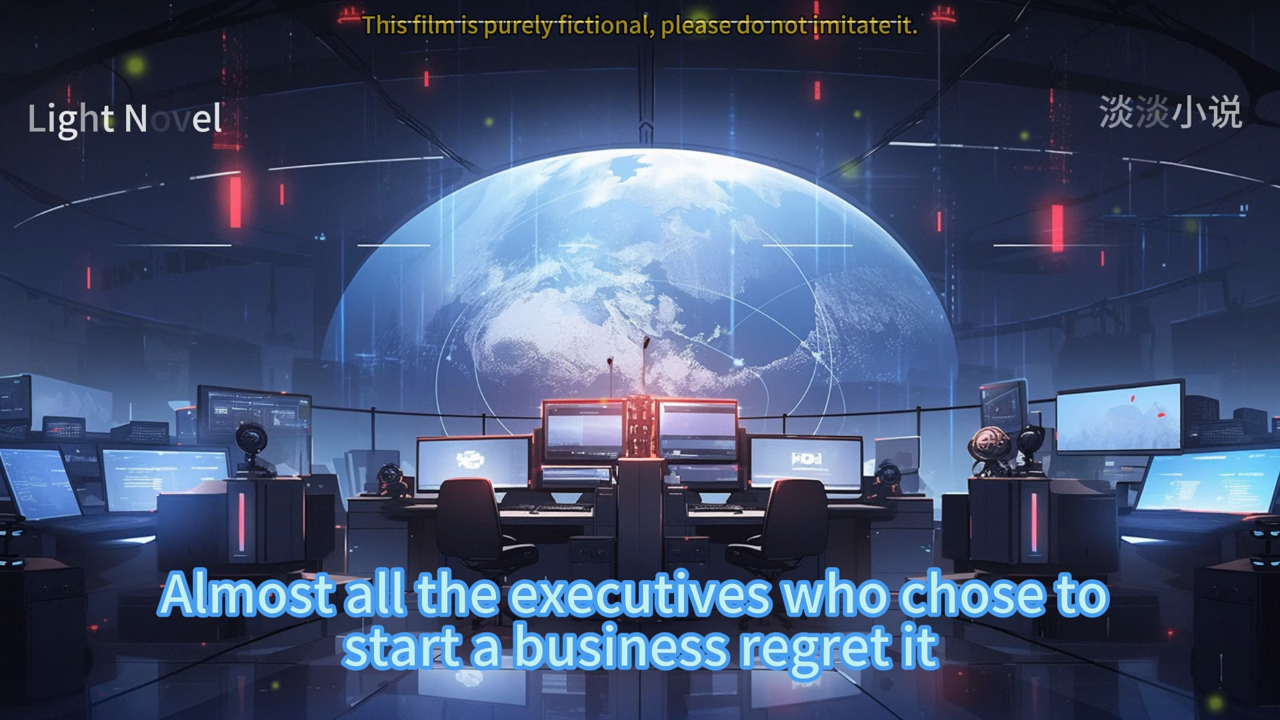 This film is purely fictional, please do not imitate it.
Light Novel
淡淡小说
Almost all the executives who chose to
start a business regret it